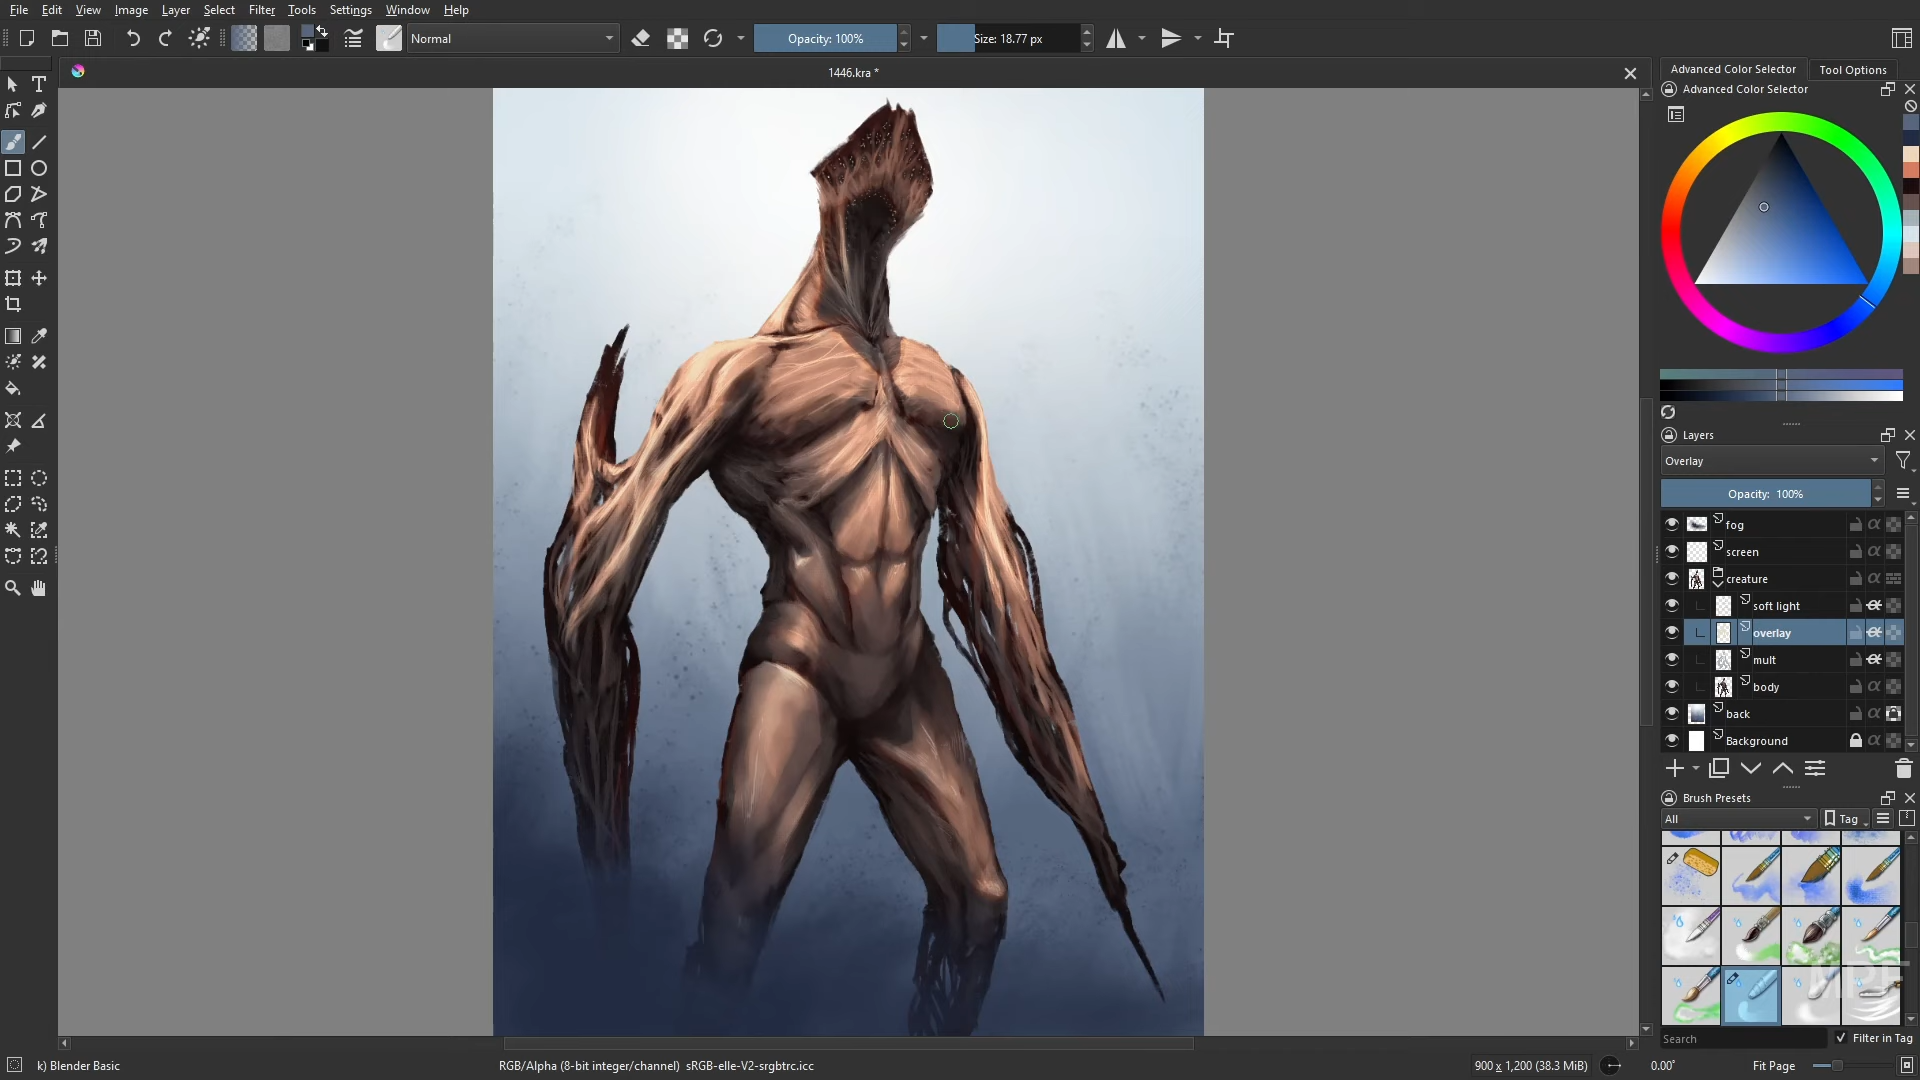 File Edit View Image Layer Select Filter Tools Settings Window Help
Normal
Opacity: 100%
Size: 18.77 px
1446.kra *
Advanced Color Selector
Tool Options
Advanced Color Selector
Layers
Overlay
Opacity: 100%
fog
screen
creature
soft light
overlay
mult
body
back
Background
Brush Presets
All
Tag
Search
Filter in Tag
k) Blender Basic
RGB/Alpha (8-bit integer/channel) sRGB-elle-V2-srgbtrc.icc
900 x 1,200 (38.3 MiB)
0.00°
Fit Page